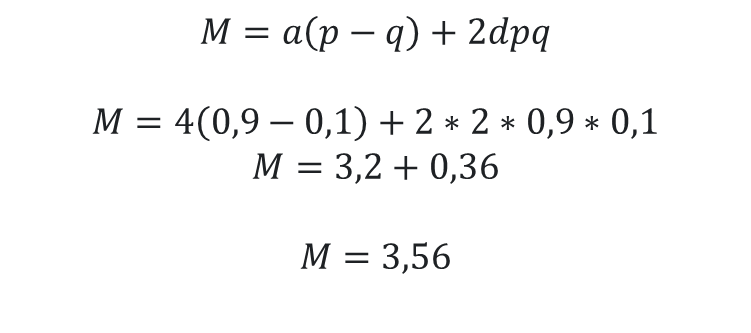 M = a(p − q) + 2dpq
M = 4(0,9 − 0,1) + 2 ∗ 2 ∗ 0,9 ∗ 0,1
M = 3,2 + 0,36
M = 3,56